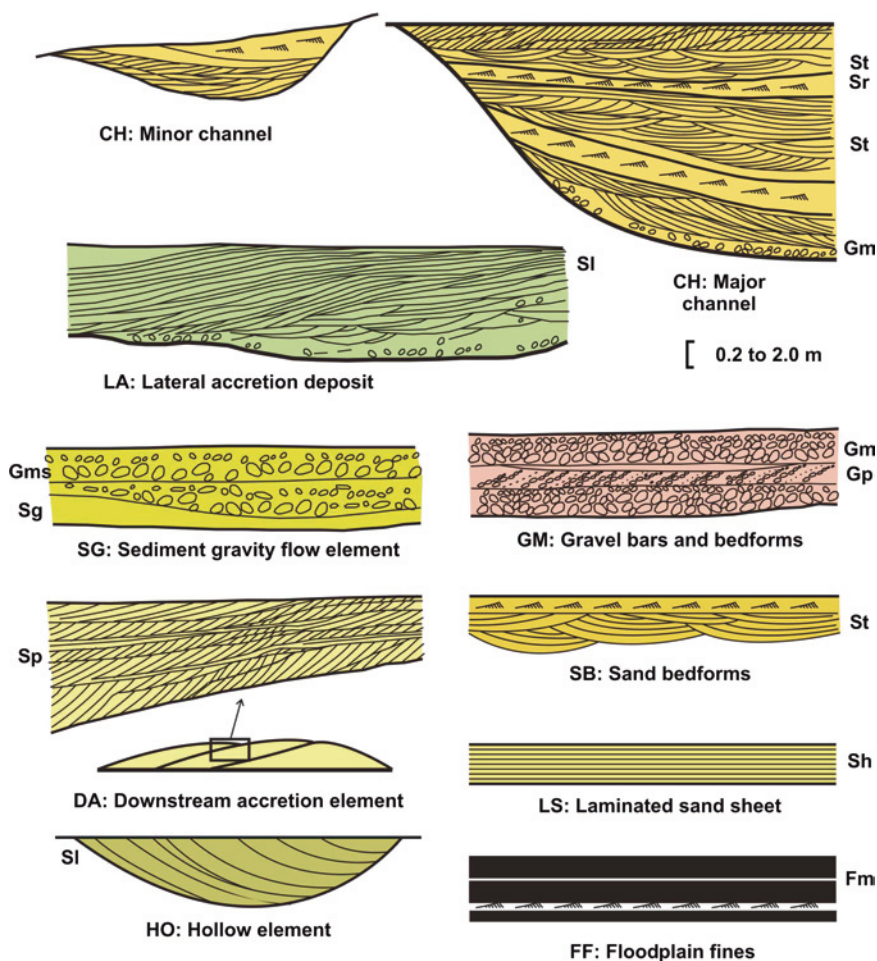 St
Sr
CH: Minor channel
St
Sl
Gm
CH: Major
channel
0.2 to 2.0 m
LA: Lateral accretion deposit
Gms
Sg
SG: Sediment gravity flow element
Gm
Gp
GM: Gravel bars and bedforms
Sp
St
SB: Sand bedforms
DA: Downstream accretion element
Sh
LS: Laminated sand sheet
Sl
HO: Hollow element
Fm
FF: Floodplain fines